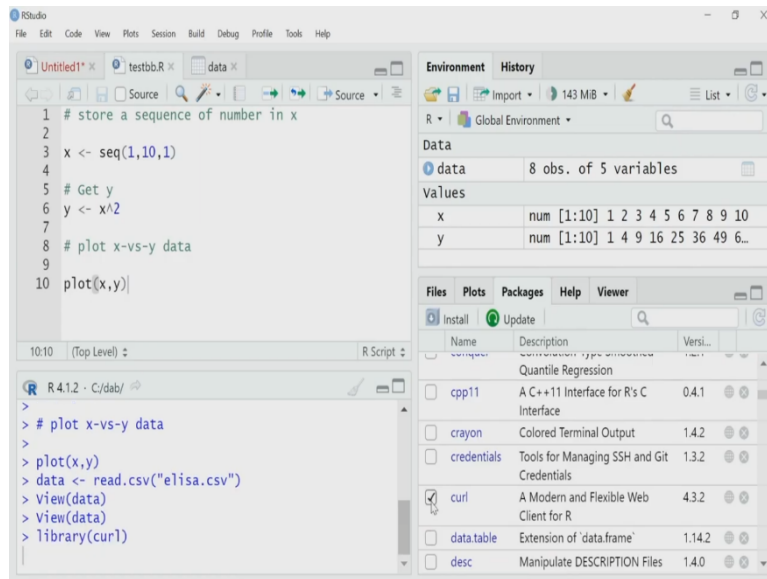 RStudio
File Edit Code View Plots Session Build Debug Profile Tools Help
Untitled1* testbb.R data
Source Source
1 # store a sequence of number in x
2
3 x <- seq(1,10,1)
4
5 # Get y
6 y <- x^2
7
8 # plot x-vs-y data
9
10 plot(x,y)
10:10 (Top Level) R Script
R 4.1.2 · C:/dab/
>
> # plot x-vs-y data
>
> plot(x,y)
> data <- read.csv("elisa.csv")
> View(data)
> View(data)
> library(curl)
Environment History
Import 143 MiB List
R Global Environment
Data
data 8 obs. of 5 variables
Values
x num [1:10] 1 2 3 4 5 6 7 8 9 10
y num [1:10] 1 4 9 16 25 36 49 6…
Files Plots Packages Help Viewer
Install Update
Name Description Versi...
Quantile Regression
cpp11 A C++11 Interface for R's C 0.4.1
Interface
crayon Colored Terminal Output 1.4.2
credentials Tools for Managing SSH and Git 1.3.2
Credentials
curl A Modern and Flexible Web 4.3.2
Client for R
data.table Extension of `data.frame` 1.14.2
desc Manipulate DESCRIPTION Files 1.4.0